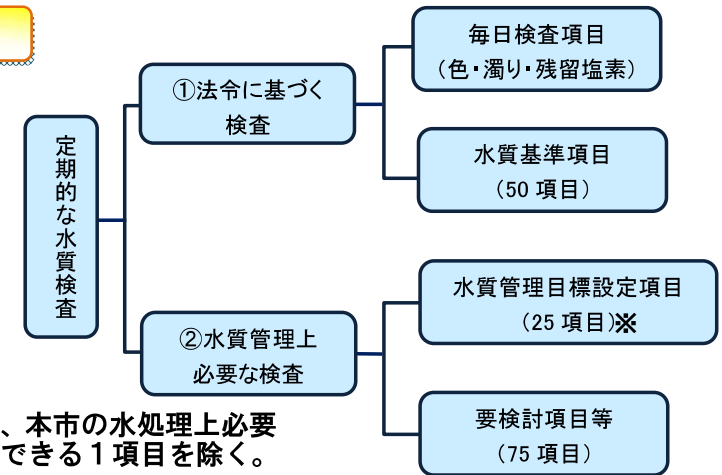 定期的な水質検査
①法令に基づく
検査
毎日検査項目
（色・濁り・残留塩素）
水質基準項目
（50 項目）
②水質管理上
必要な検査
水質管理目標設定項目
（25 項目）※
要検討項目等
（75 項目）
、本市の水処理上必要
できる１項目を除く。